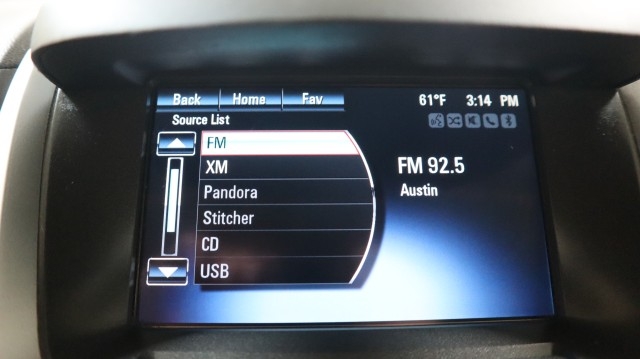 Back Home Fav 61°F 3:14 PM
Source List
FM
XM
Pandora
Stitcher
CD
USB
FM 92.5
Austin